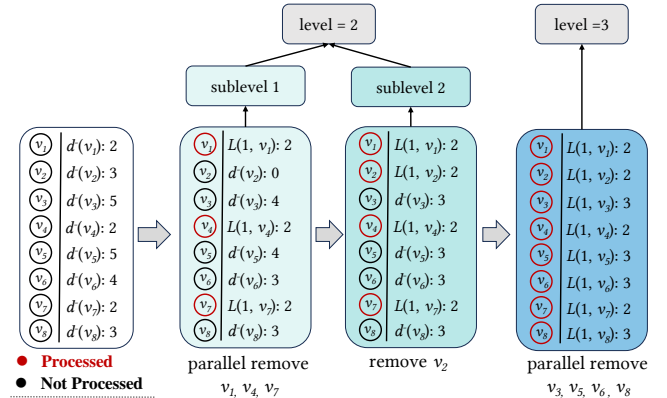 level = 2
level =3
sublevel 1
sublevel 2
v₁ d⁻(v₁): 2
v₂ d⁻(v₂): 3
v₃ d⁻(v₃): 5
v₄ d⁻(v₄): 2
v₅ d⁻(v₅): 5
v₆ d⁻(v₆): 4
v₇ d⁻(v₇): 2
v₈ d⁻(v₈): 3
v₁ L(1, v₁): 2
v₂ d⁻(v₂): 0
v₃ d⁻(v₃): 4
v₄ L(1, v₄): 2
v₅ d⁻(v₅): 4
v₆ d⁻(v₆): 3
v₇ L(1, v₇): 2
v₈ d⁻(v₈): 3
v₁ L(1, v₁): 2
v₂ L(1, v₂): 2
v₃ d⁻(v₃): 3
v₄ L(1, v₄): 2
v₅ d⁻(v₅): 3
v₆ d⁻(v₆): 3
v₇ L(1, v₇): 2
v₈ d⁻(v₈): 3
v₁ L(1, v₁): 2
v₂ L(1, v₂): 2
v₃ L(1, v₃): 3
v₄ L(1, v₄): 2
v₅ L(1, v₅): 3
v₆ L(1, v₆): 3
v₇ L(1, v₇): 2
v₈ L(1, v₈): 3
Processed
Not Processed
parallel remove
v₁, v₄, v₇
remove v₂
parallel remove
v₃, v₅, v₆, v₈